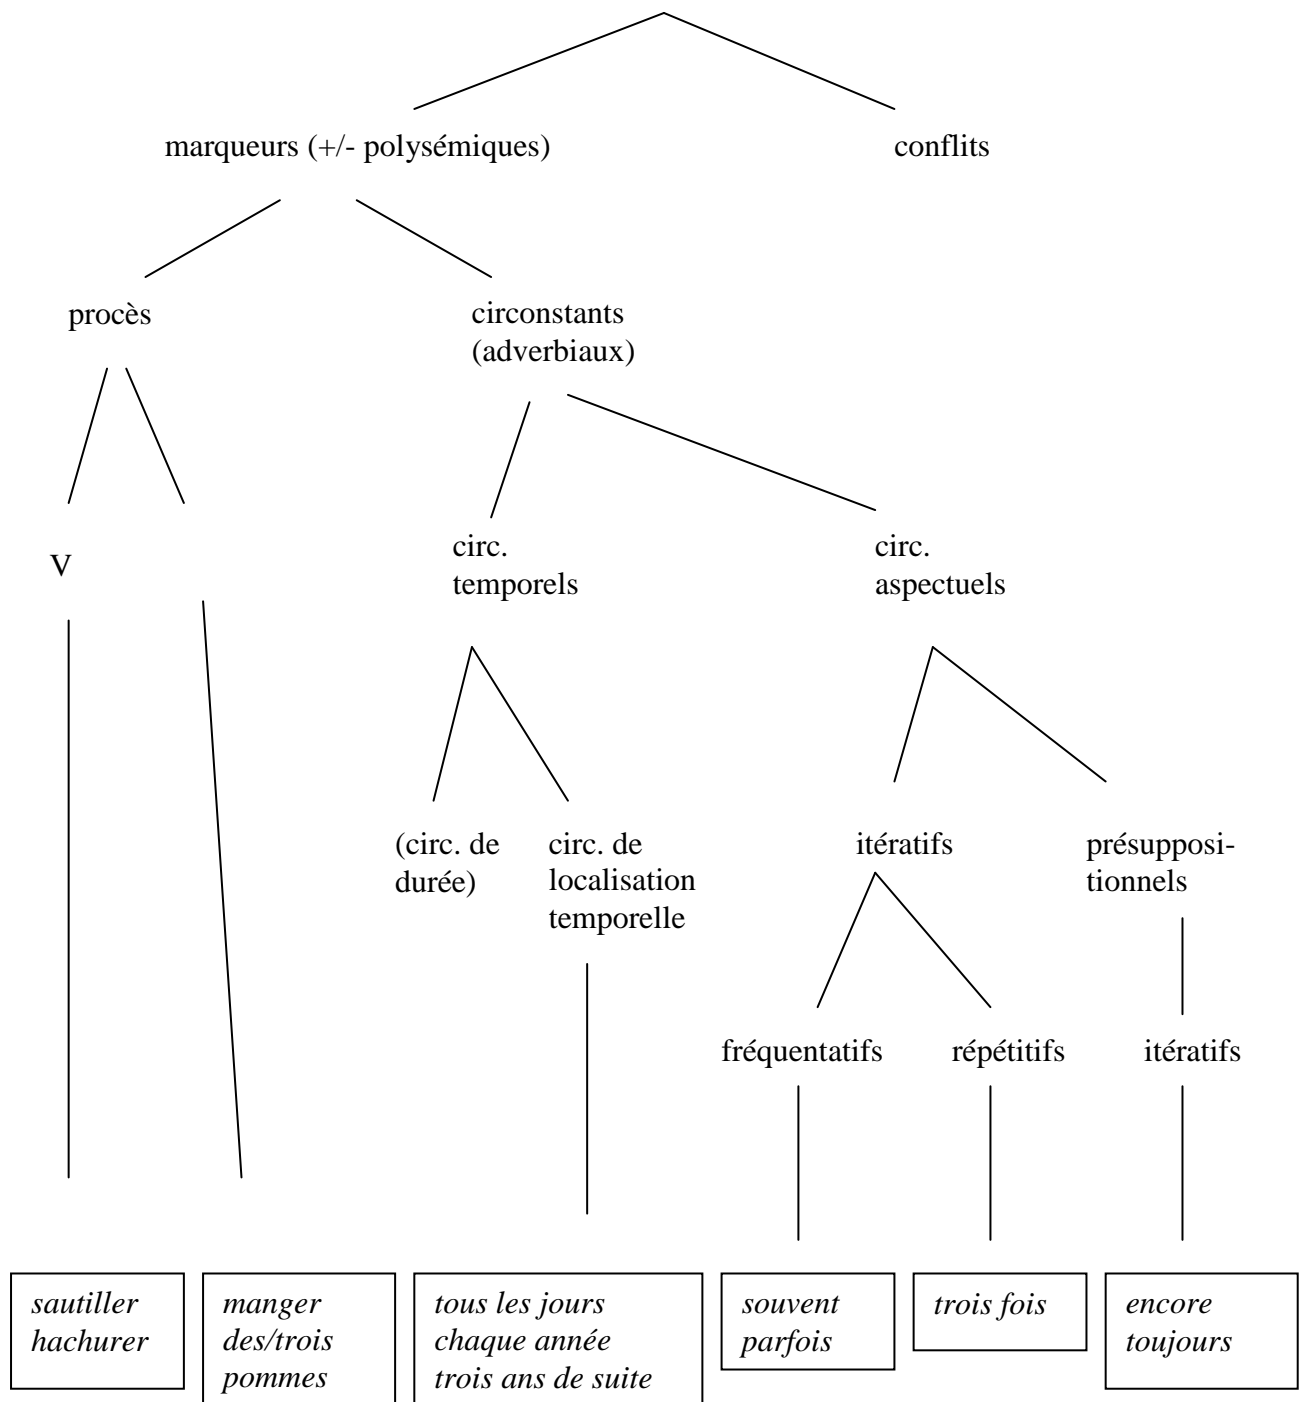 marqueurs (+/- polysémiques)
conflits
procès
circonstants
(adverbiaux)
V
circ.
temporels
circ.
aspectuels
(circ. de
durée)
circ. de
localisation
temporelle
itératifs
présupposi-
tionnels
fréquentatifs
répétitifs
itératifs
sautiller
hachurer
manger
des/trois
pommes
tous les jours
chaque année
trois ans de suite
souvent
parfois
trois fois
encore
toujours